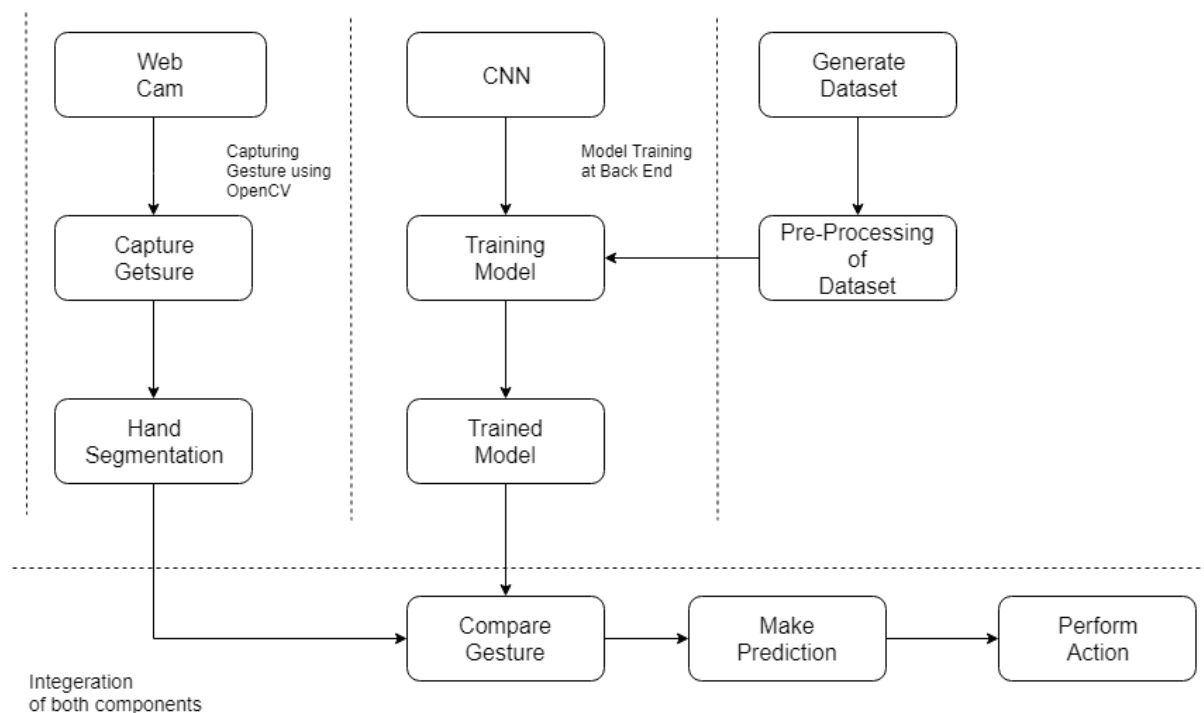 Web
Cam
CNN
Generate
Dataset
Capturing
Gesture using
OpenCV
Model Training
at Back End
Capture
Getsure
Training
Model
Pre-Processing
of
Dataset
Hand
Segmentation
Trained
Model
Compare
Gesture
Make
Prediction
Perform
Action
Integeration
of both components